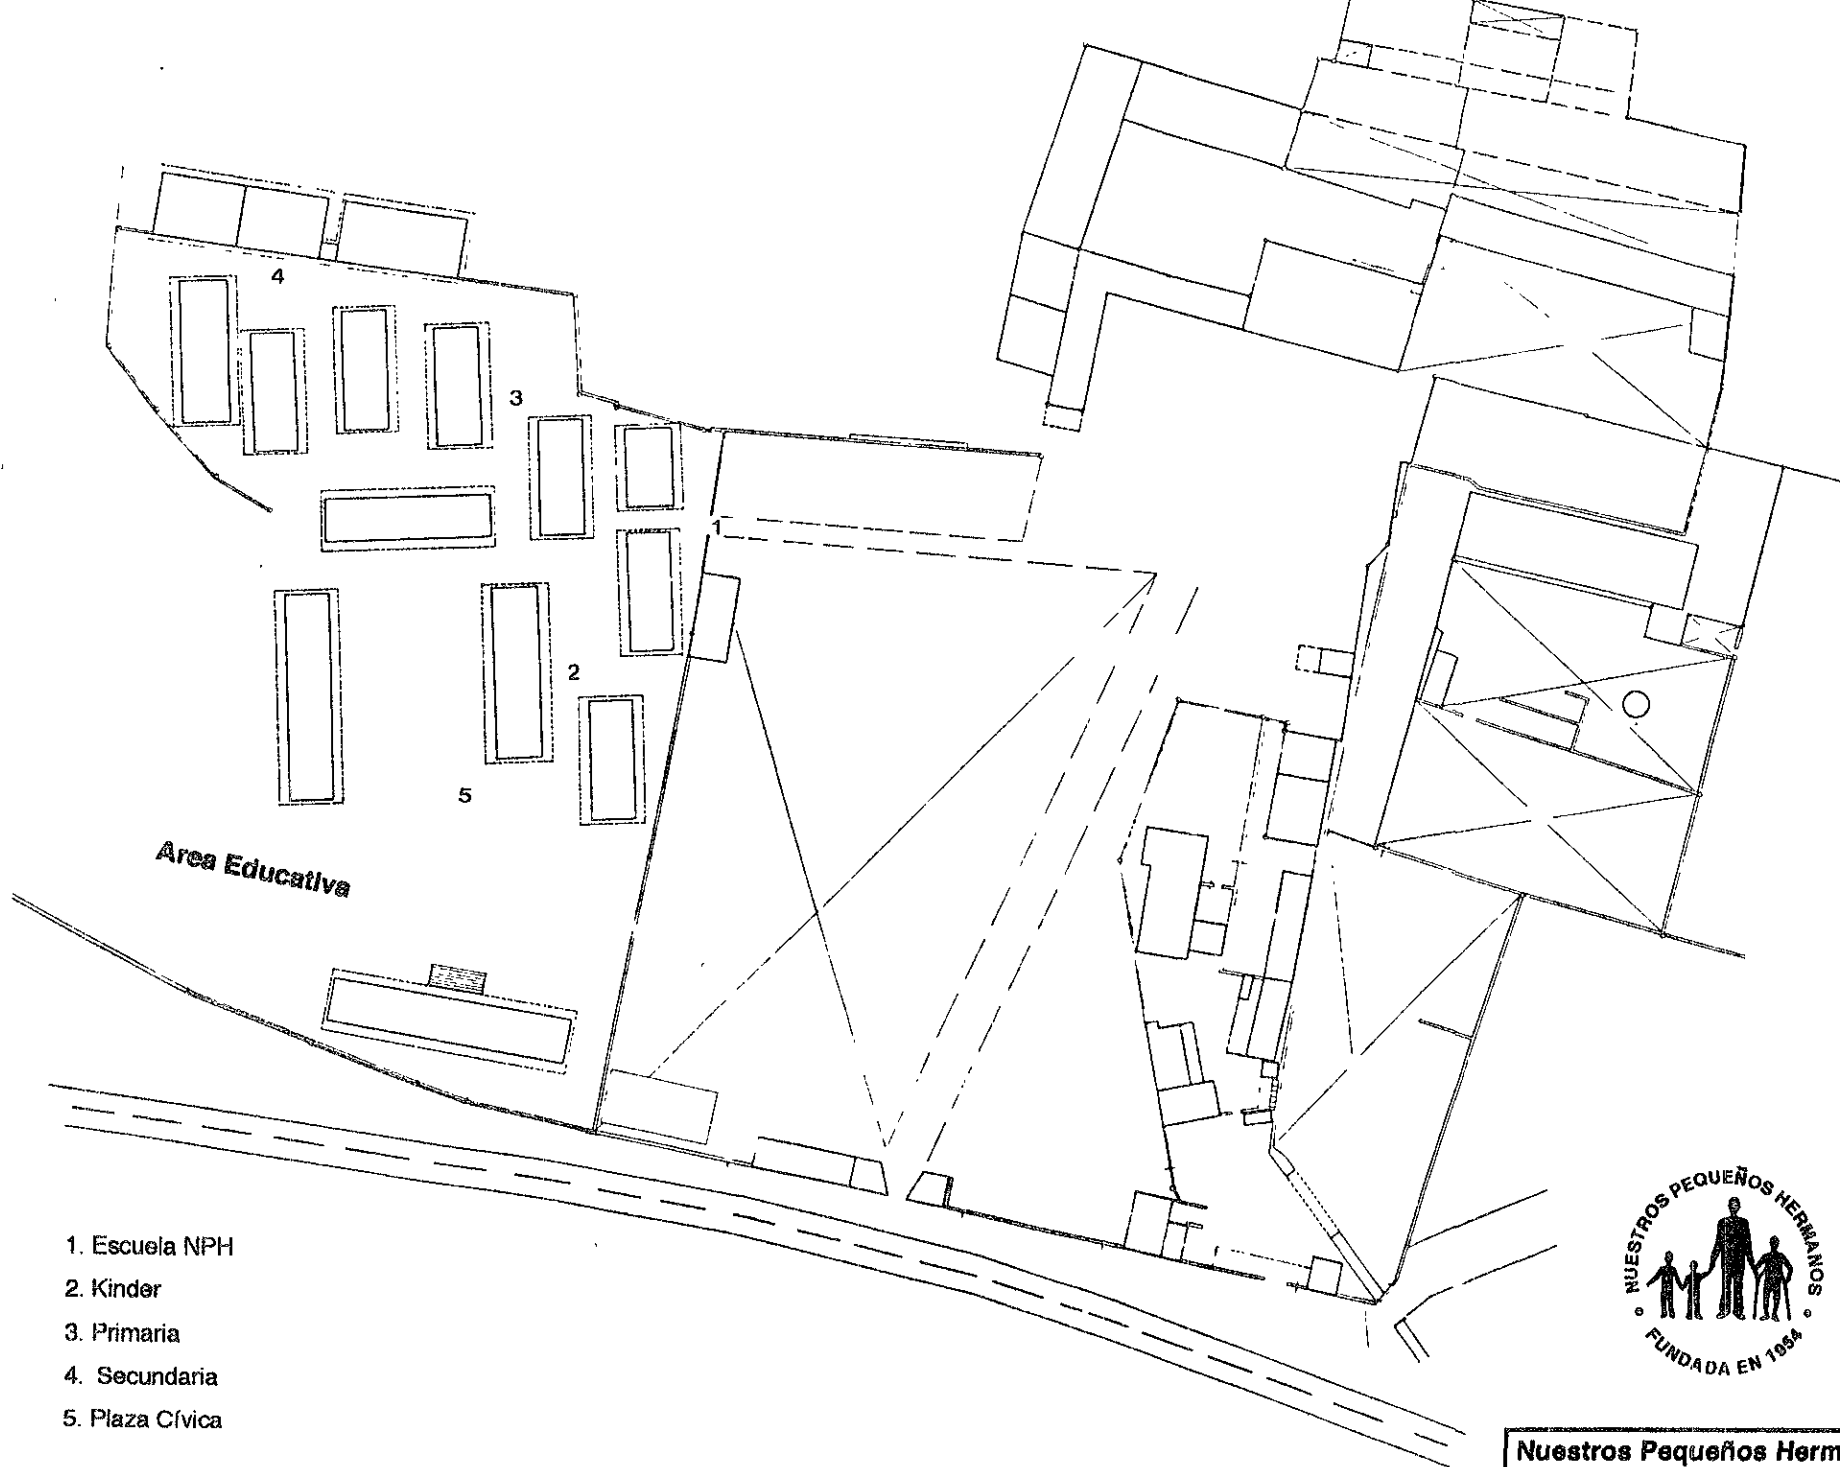 4
3
1
2
5
Area Educativa
1. Escuela NPH
2. Kinder
3. Primaria
4. Secundaria
5. Plaza Cívica
NUESTROS PEQUEÑOS HERMANOS
FUNDADA EN 1954
Nuestros Pequeños Herm